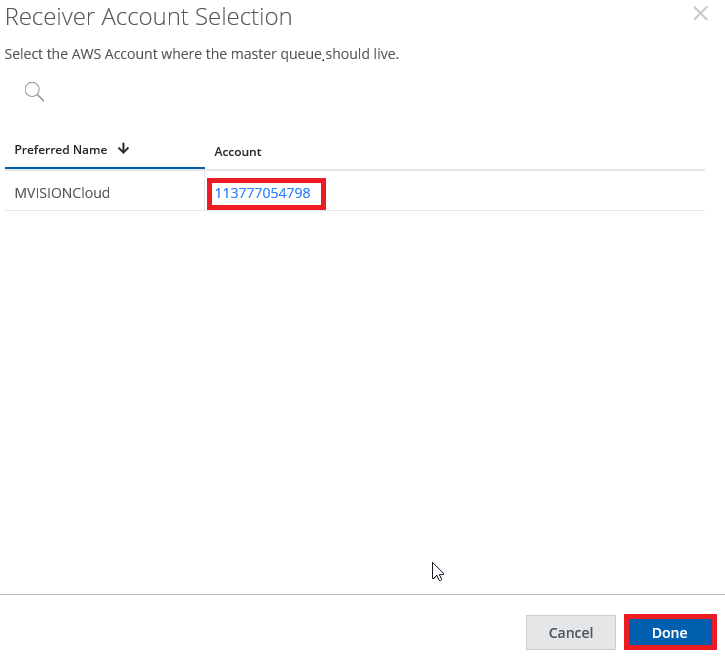 Receiver Account Selection
Select the AWS Account where the master queue should live.
Preferred Name Account
MVISIONCloud 113777054798
Cancel Done